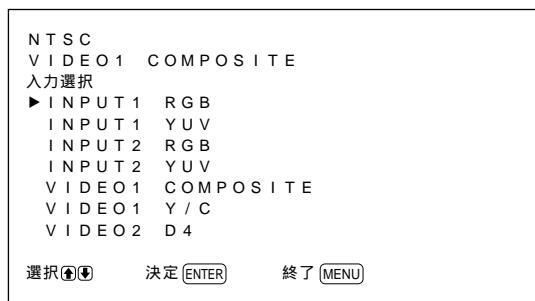 NTSC
VIDEO1 COMPOSITE
入力選択
▶INPUT1 RGB
INPUT1 YUV
INPUT2 RGB
INPUT2 YUV
VIDEO1 COMPOSITE
VIDEO1 Y/C
VIDEO2 D4
選択 決定 ENTER 終了 MENU